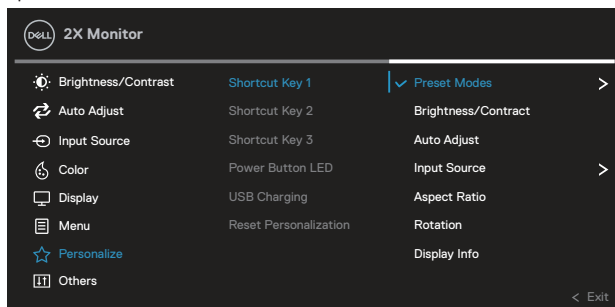 DELL 2X Monitor
Brightness/Contrast Shortcut Key 1 Preset Modes >
Auto Adjust Shortcut Key 2 Brightness/Contract
Input Source Shortcut Key 3 Auto Adjust
Color Power Button LED Input Source >
Display USB Charging Aspect Ratio
Menu Reset Personalization Rotation
Personalize Display Info
Others
< Exit